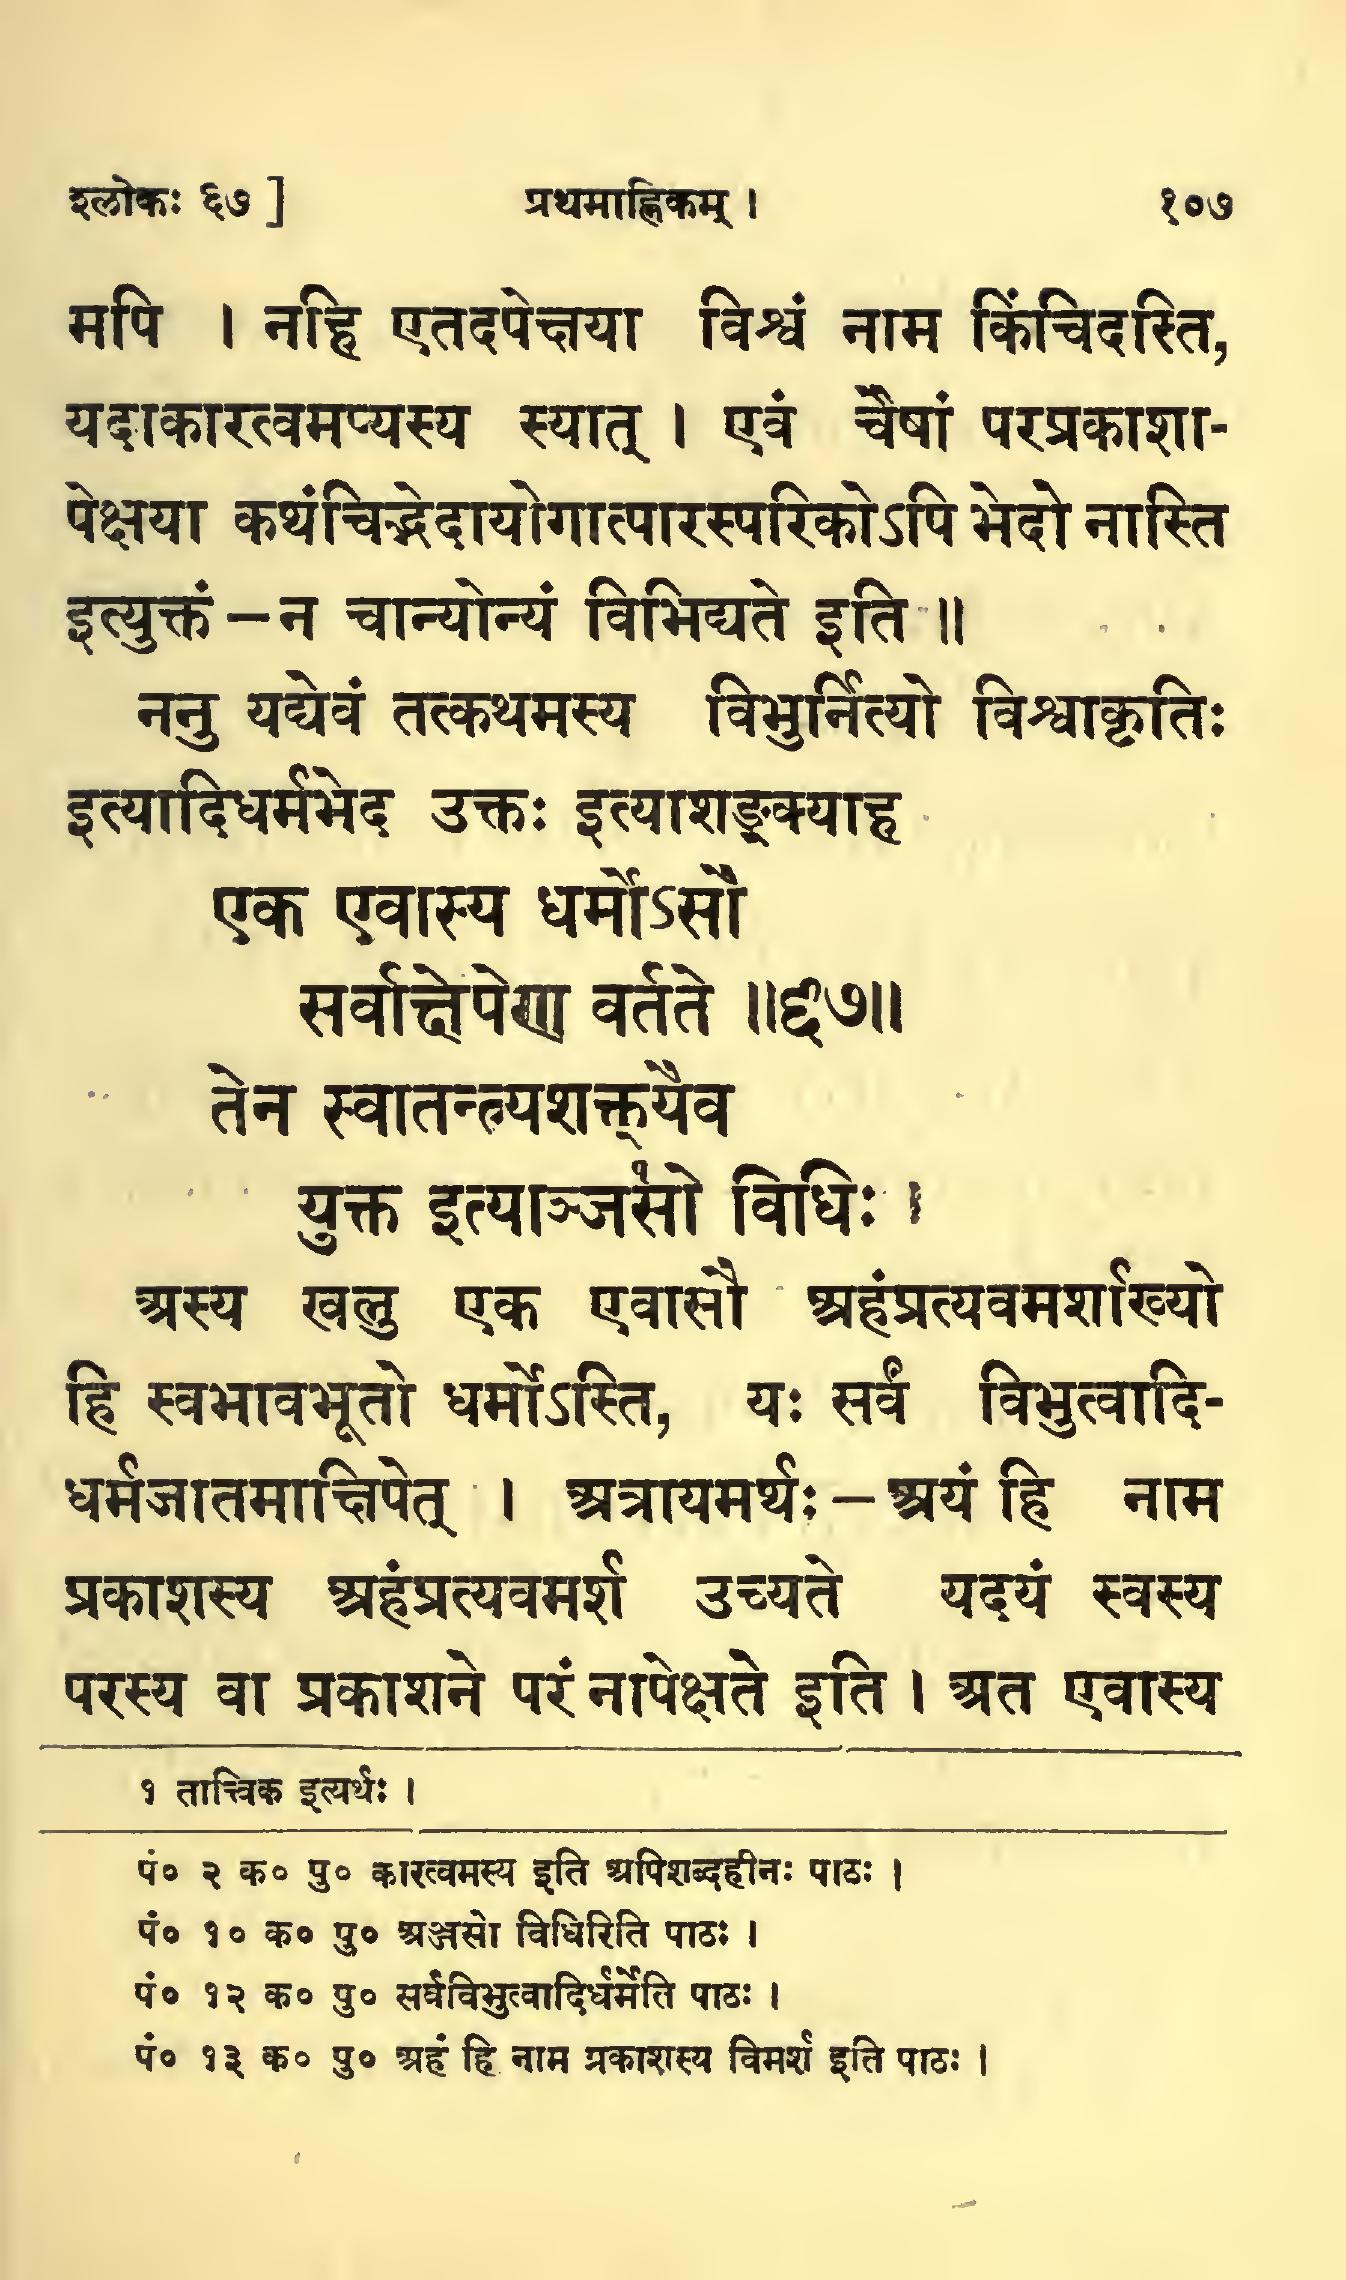 श्लोकः ६७ ] प्रथमाह्निकम् । १०७
मपि । नहि एतदपेक्षया विश्वं नाम किंचिदस्ति,
यदाकारत्वमप्यस्य स्यात् । एवं चैषां परप्रकाशा-
पेक्षया कथंचिद्भेदायोगात्पारस्परिकोऽपि भेदो नास्ति
इत्युक्तं – न चान्योन्यं विभिद्यते इति ॥
ननु यद्येवं तत्कथमस्य विभुर्नित्यो विश्वाकृतिः
इत्यादिधर्मभेद उक्तः इत्याशङ्क्याह
एक एवास्य धर्मोऽसौ
सर्वाक्षेपेण वर्तते ॥६७॥
तेन स्वातन्त्र्यशक्त्यैव
युक्त इत्याञ्जसो१ विधिः ।
अस्य खलु एक एवासौ अहंप्रत्यवमर्शाख्यो
हि स्वभावभूतो धर्मोऽस्ति, यः सर्वं विभुत्वादि-
धर्मजातमाक्षिपेत् । अत्रायमर्थः – अयं हि नाम
प्रकाशस्य अहंप्रत्यवमर्श उच्यते यदयं स्वस्य
परस्य वा प्रकाशने परं नापेक्षते इति । अत एवास्य
१ तात्त्विक इत्यर्थः ।
पं० २ क० पु० कारत्वमस्य इति अपिशब्दहीनः पाठः ।
पं० १० क० पु० अञ्जसो विधिरिति पाठः ।
पं० १२ क० पु० सर्वविभुत्वादिर्धर्मेति पाठः ।
पं० १३ क० पु० अहं हि नाम प्रकाशस्य विमर्श इति पाठः ।